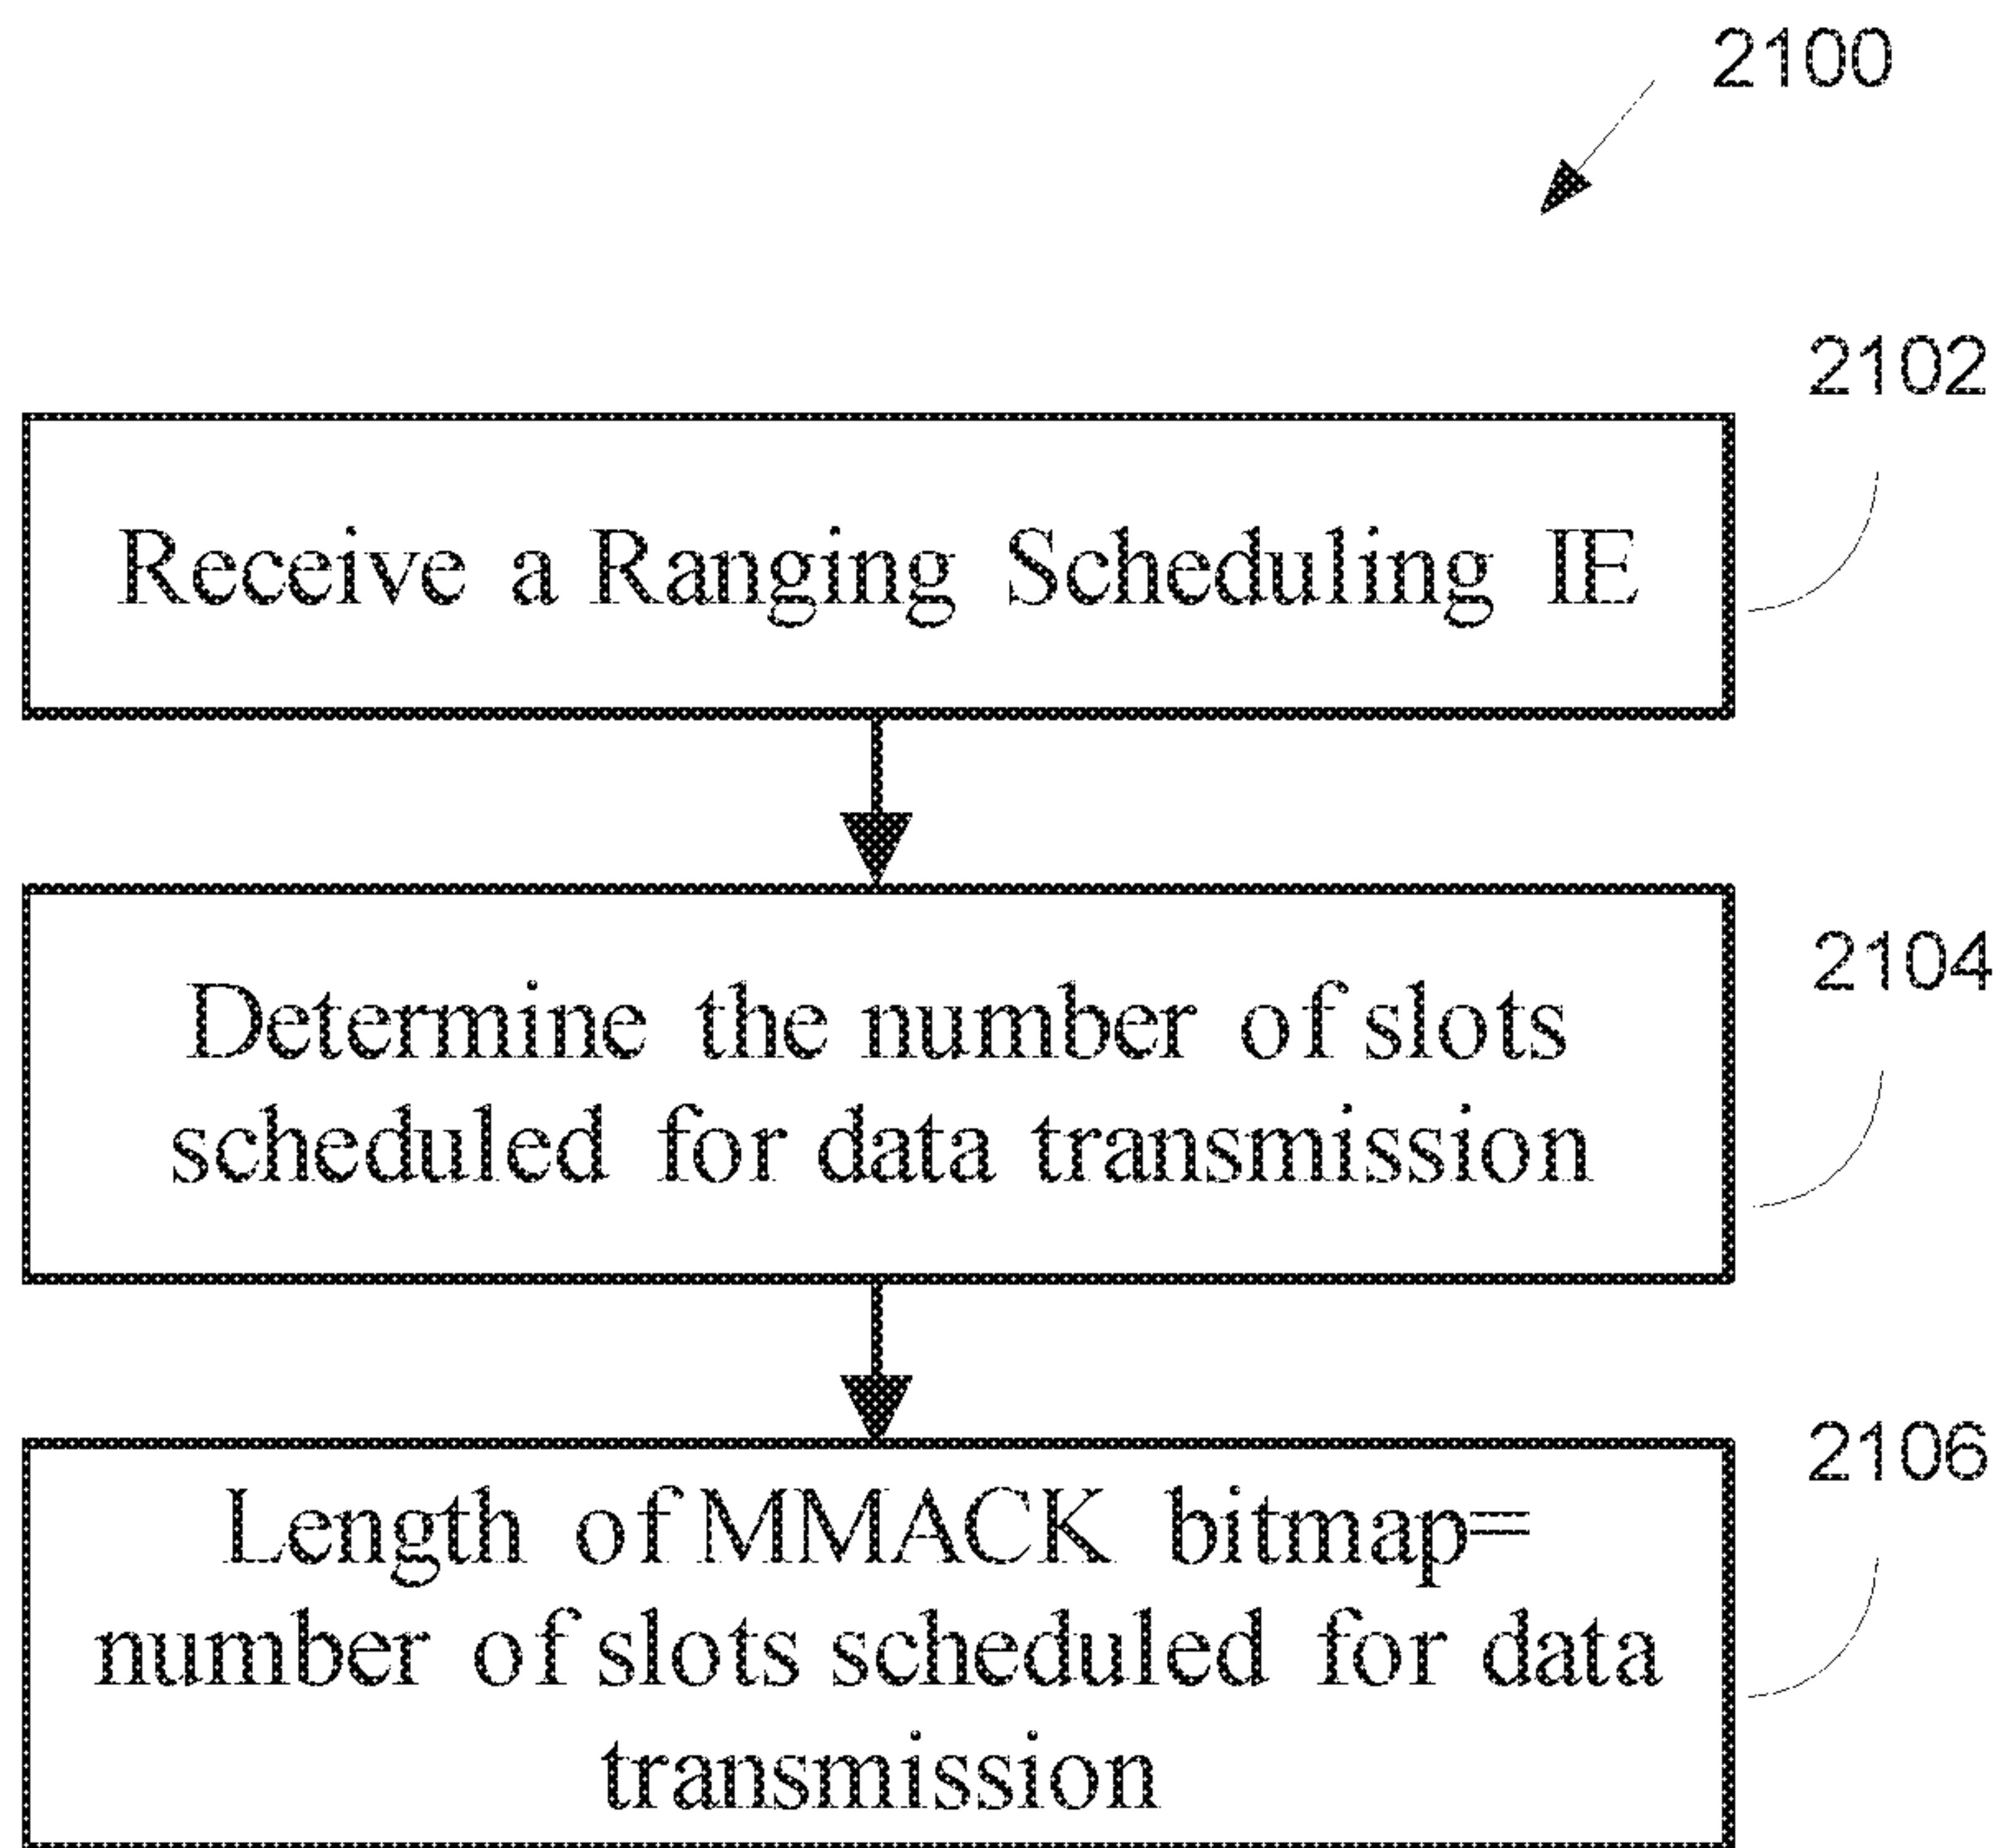 2100
2102
Receive a Ranging Scheduling IE
2104
Determine the number of slots
scheduled for data transmission
2106
Length of MMACK bitmap=
number of slots scheduled for data
transmission